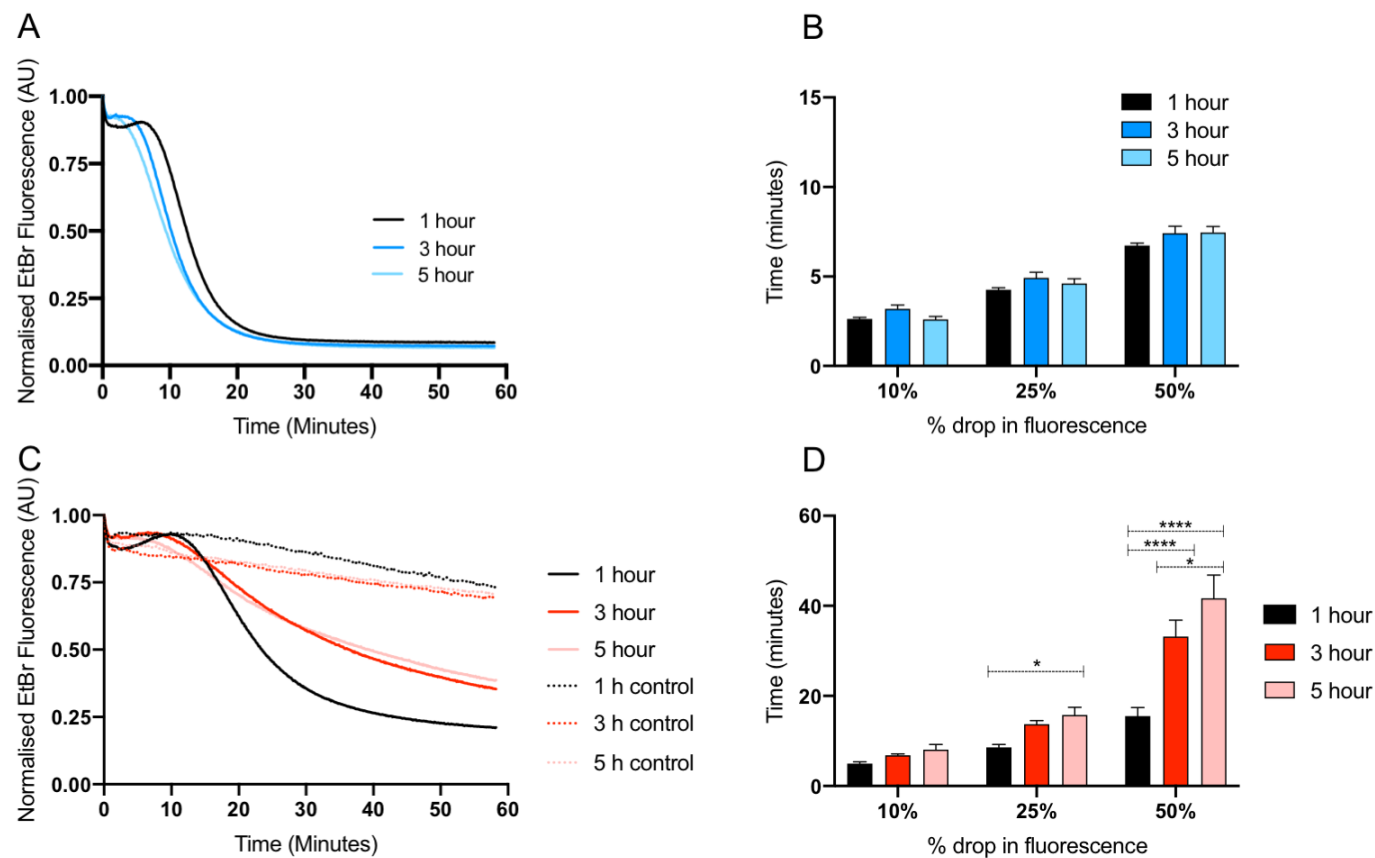 A
Normalised EtBr Fluorescence (AU)
1.00
0.75
0.50
0.25
0.00
0 10 20 30 40 50 60
Time (Minutes)
1 hour
3 hour
5 hour
B
Time (minutes)
15
10
5
0
10% 25% 50%
% drop in fluorescence
1 hour
3 hour
5 hour
C
Normalised EtBr Fluorescence (AU)
1.00
0.75
0.50
0.25
0.00
0 10 20 30 40 50 60
Time (Minutes)
1 hour
3 hour
5 hour
1 h control
3 h control
5 h control
D
Time (minutes)
60
40
20
0
****
****
*
*
10% 25% 50%
% drop in fluorescence
1 hour
3 hour
5 hour